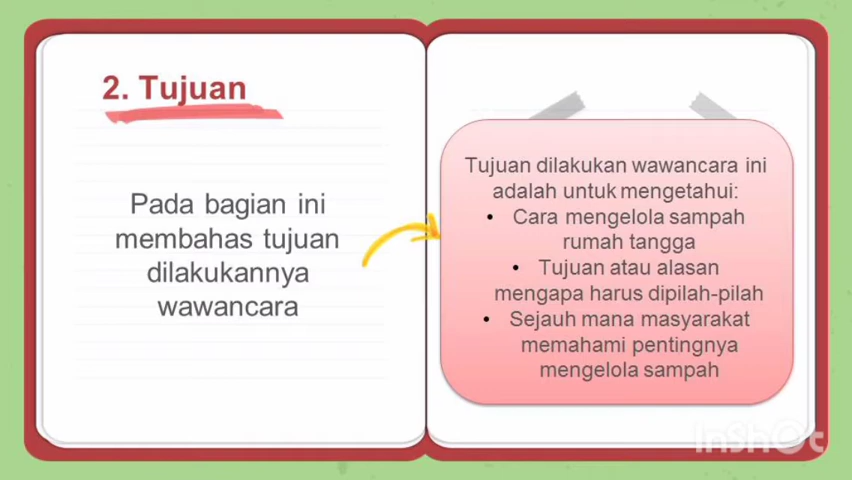 2. Tujuan
Pada bagian ini
membahas tujuan
dilakukannya
wawancara
Tujuan dilakukan wawancara ini
adalah untuk mengetahui:
• Cara mengelola sampah
rumah tangga
• Tujuan atau alasan
mengapa harus dipilah-pilah
• Sejauh mana masyarakat
memahami pentingnya
mengelola sampah
InShOt